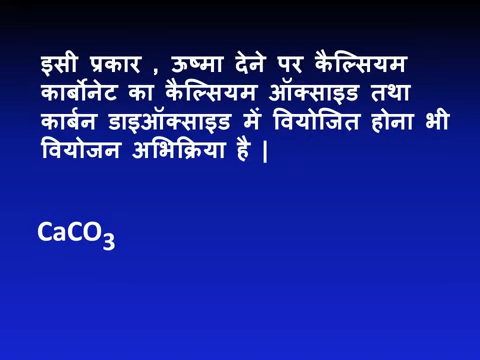 इसी प्रकार , ऊष्मा देने पर कैल्सियम
कार्बोनेट का कैल्सियम ऑक्साइड तथा
कार्बन डाइऑक्साइड में वियोजित होना भी
वियोजन अभिक्रिया है |
CaCO₃